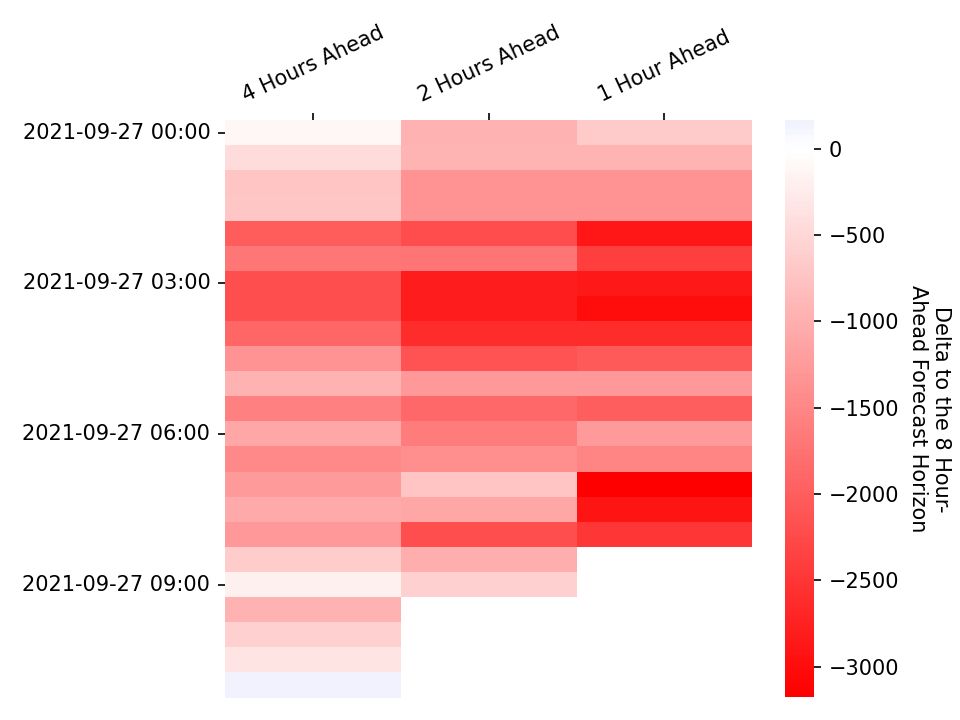 4 Hours Ahead
2 Hours Ahead
1 Hour Ahead
2021-09-27 00:00
2021-09-27 03:00
2021-09-27 06:00
2021-09-27 09:00
0
−500
−1000
−1500
−2000
−2500
−3000
Delta to the 8 Hour-
Ahead Forecast Horizon